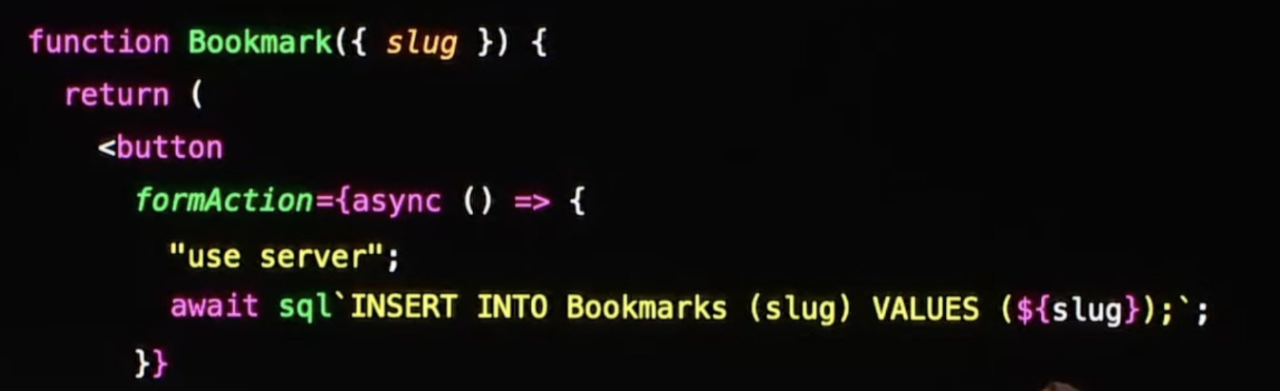 function Bookmark({ slug }) {
return (
<button
formAction={async () => {
"use server";
await sql`INSERT INTO Bookmarks (slug) VALUES (${slug});`;
}}